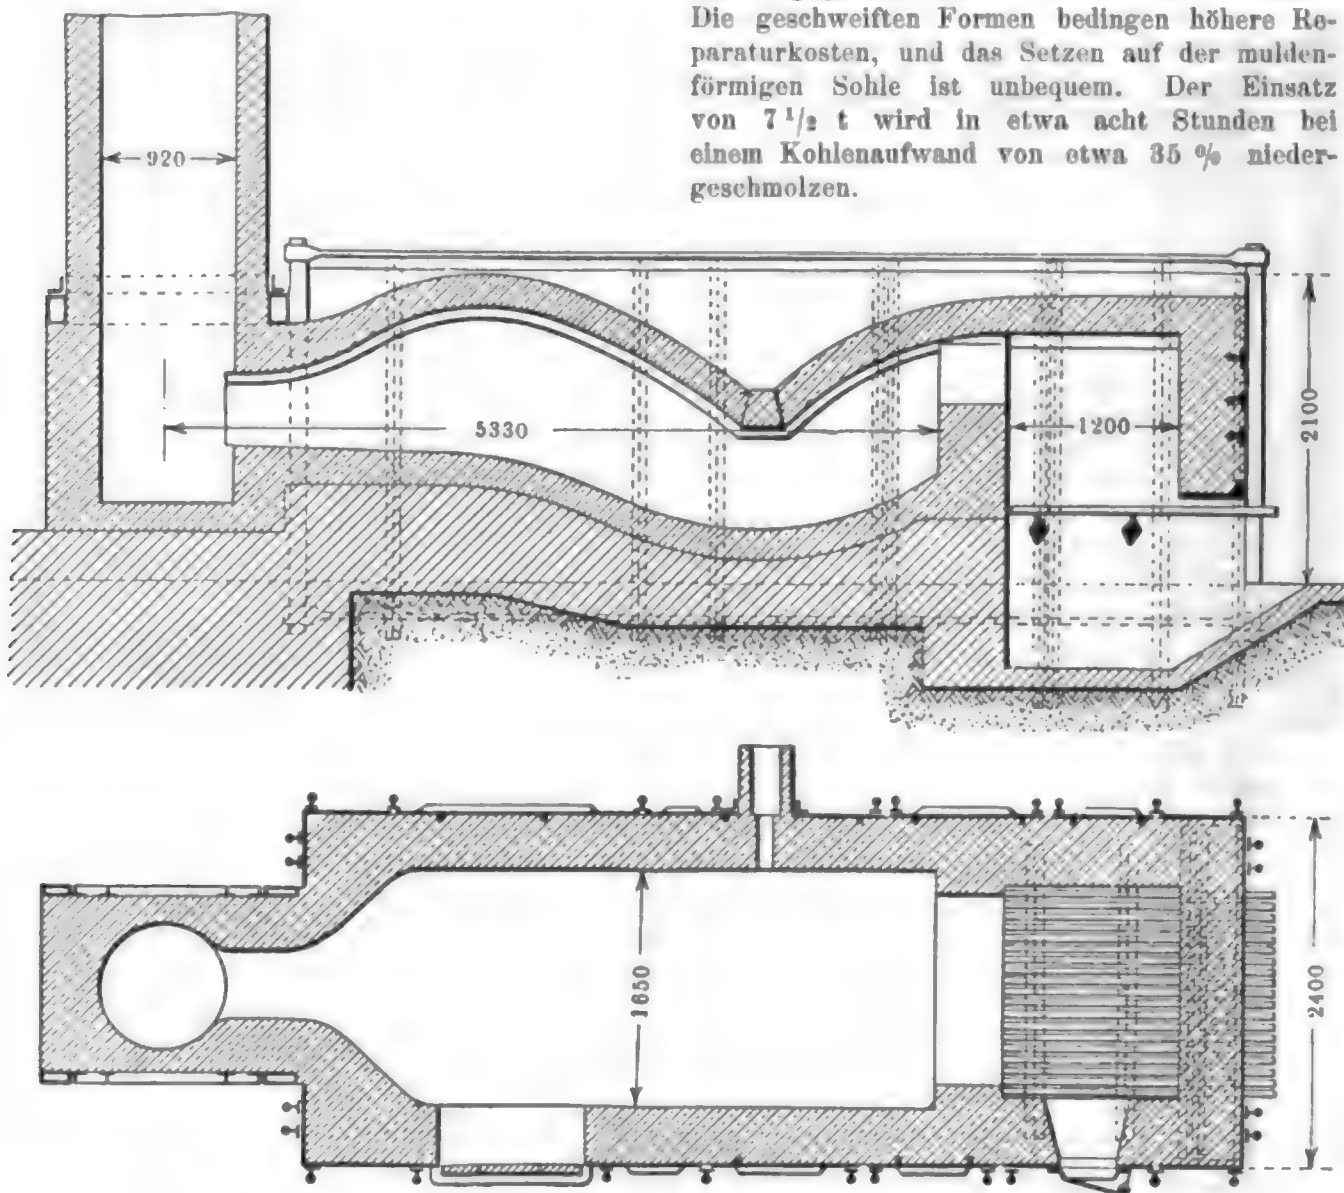 Die geschweiften Formen bedingen höhere Re-
paraturkosten, und das Setzen auf der mulden-
förmigen Sohle ist unbequem. Der Einsatz
von 7 1/2 t wird in etwa acht Stunden bei
einem Kohlenaufwand von etwa 35 % nieder-
geschmolzen.
920
5330
1200
2100
1650
2400